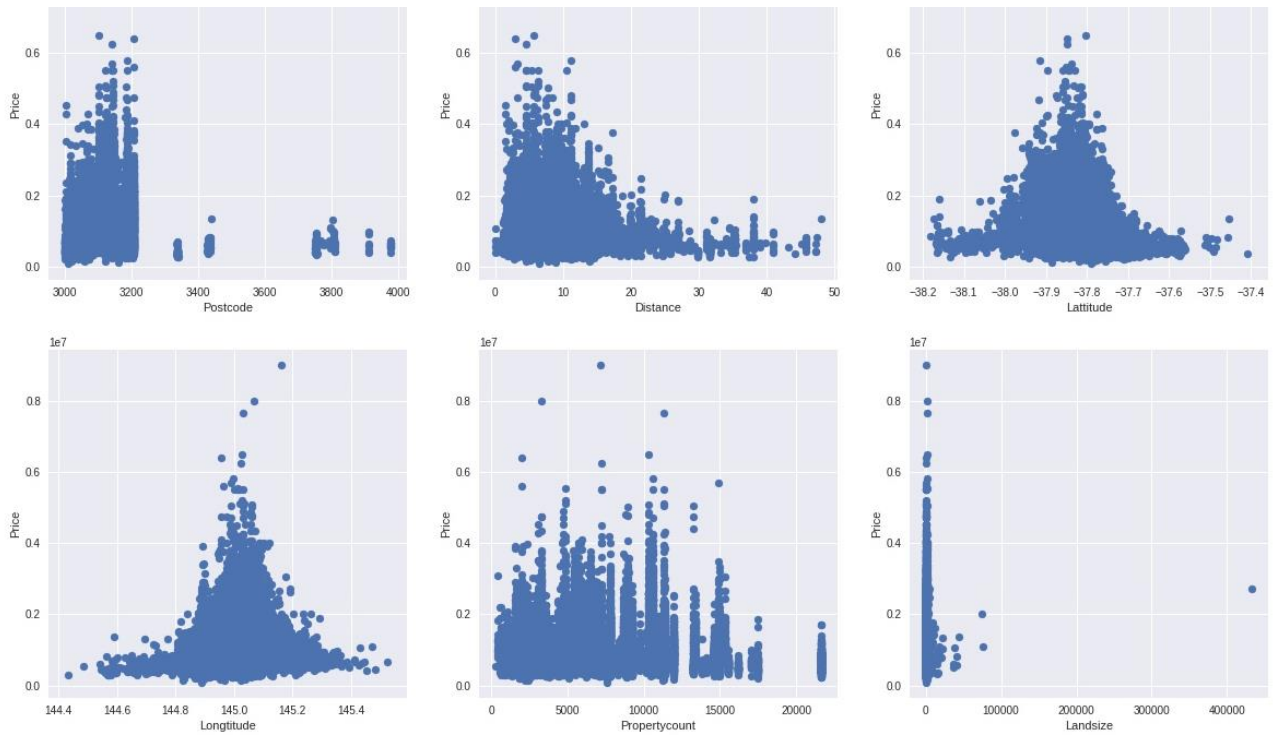 Price
0.6
0.4
0.2
0.0
3000 3200 3400 3600 3800 4000
Postcode
Price
0.6
0.4
0.2
0.0
0 10 20 30 40 50
Distance
Price
0.6
0.4
0.2
0.0
−38.2 −38.1 −38.0 −37.9 −37.8 −37.7 −37.6 −37.5 −37.4
Lattitude
1e7
Price
0.8
0.6
0.4
0.2
0.0
144.4 144.6 144.8 145.0 145.2 145.4
Longtitude
1e7
Price
0.8
0.6
0.4
0.2
0.0
0 5000 10000 15000 20000
Propertycount
1e7
Price
0.8
0.6
0.4
0.2
0.0
0 100000 200000 300000 400000
Landsize